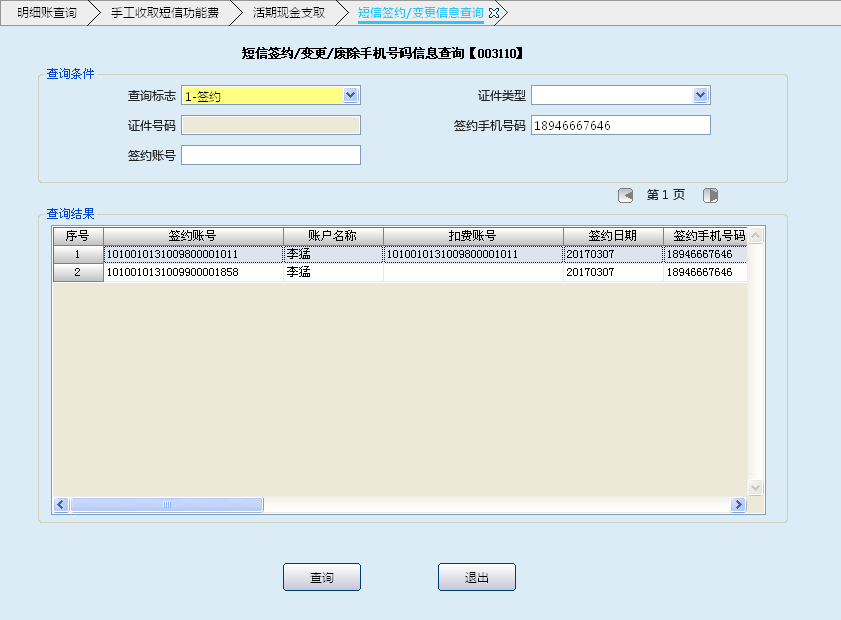 明细账查询 手工收取短信功能费 活期现金支取 短信签约/变更信息查询
短信签约/变更/废除手机号码信息查询【003110】
查询条件
查询标志 1-签约 证件类型
证件号码 签约手机号码 18946667646
签约账号
第 1 页
查询结果
序号 签约账号 账户名称 扣费账号 签约日期 签约手机号码
1 1010010131009800001011 李猛 1010010131009800001011 20170307 18946667646
2 1010010131009900001858 李猛 20170307 18946667646
查询 退出